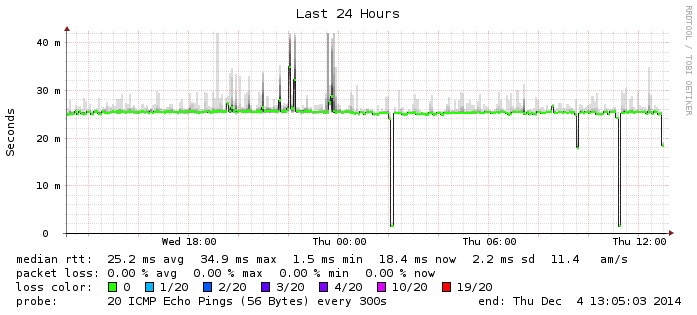 Last 24 Hours
RRDTOOL / TOBI OETIKER
Seconds
40 m
30 m
20 m
10 m
0
Wed 18:00 Thu 00:00 Thu 06:00 Thu 12:00
median rtt: 25.2 ms avg 34.9 ms max 1.5 ms min 18.4 ms now 2.2 ms sd 11.4 am/s
packet loss: 0.00 % avg 0.00 % max 0.00 % min 0.00 % now
loss color: 0 1/20 2/20 3/20 4/20 10/20 19/20
probe: 20 ICMP Echo Pings (56 Bytes) every 300s end: Thu Dec 4 13:05:03 2014